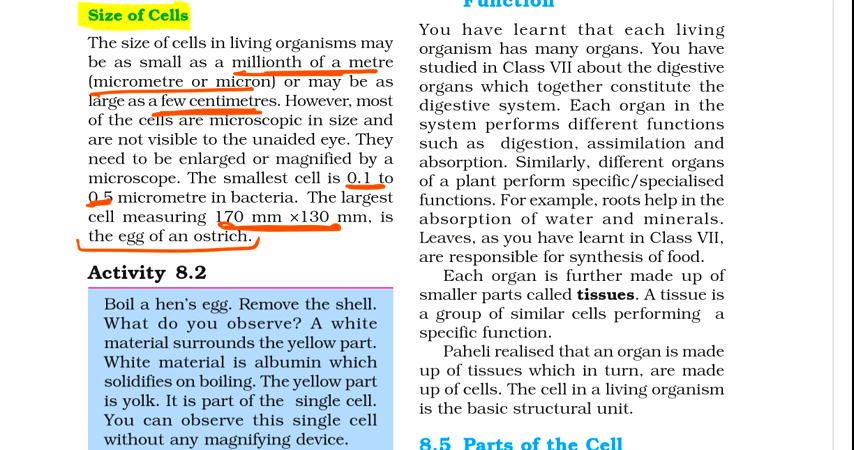 Size of Cells
The size of cells in living organisms may
be as small as a millionth of a metre
(micrometre or micron) or may be as
large as a few centimetres. However, most
of the cells are microscopic in size and
are not visible to the unaided eye. They
need to be enlarged or magnified by a
microscope. The smallest cell is 0.1 to
0.5 micrometre in bacteria. The largest
cell measuring 170 mm ×130 mm, is
the egg of an ostrich.
Activity 8.2
Boil a hen's egg. Remove the shell.
What do you observe? A white
material surrounds the yellow part.
White material is albumin which
solidifies on boiling. The yellow part
is yolk. It is part of the single cell.
You can observe this single cell
without any magnifying device.
Function
You have learnt that each living
organism has many organs. You have
studied in Class VII about the digestive
organs which together constitute the
digestive system. Each organ in the
system performs different functions
such as digestion, assimilation and
absorption. Similarly, different organs
of a plant perform specific/specialised
functions. For example, roots help in the
absorption of water and minerals.
Leaves, as you have learnt in Class VII,
are responsible for synthesis of food.
Each organ is further made up of
smaller parts called tissues. A tissue is
a group of similar cells performing a
specific function.
Paheli realised that an organ is made
up of tissues which in turn, are made
up of cells. The cell in a living organism
is the basic structural unit.
8.5 Parts of the Cell